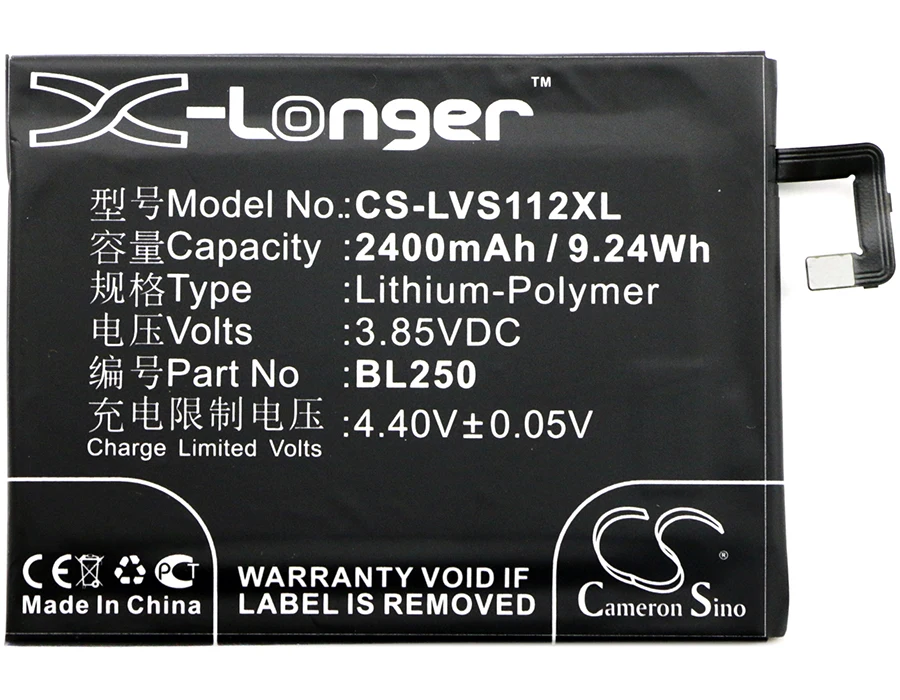 X-Longer™
型号Model No.:CS-LVS112XL
容量Capacity :2400mAh / 9.24Wh
规格Type :Lithium-Polymer
电压Volts :3.85VDC
编号Part No :BL250
充电限制电压 :4.40V±0.05V
Charge Limited Volts
CE PCT
Made in China
WARRANTY VOID IF
LABEL IS REMOVED
CS®
Cameron Sino